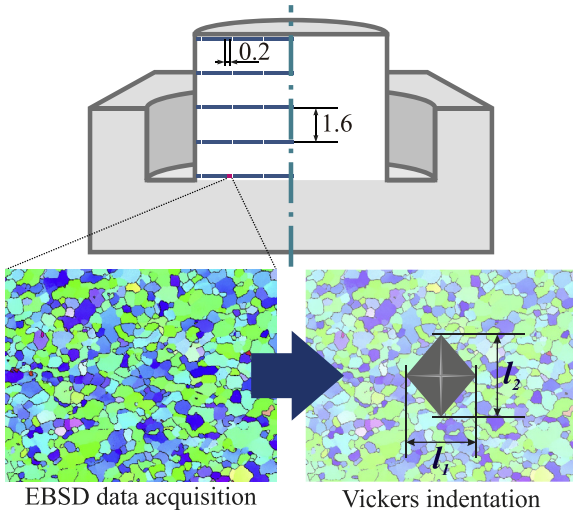 0.2
1.6
l₂
l₁
EBSD data acquisition
Vickers indentation